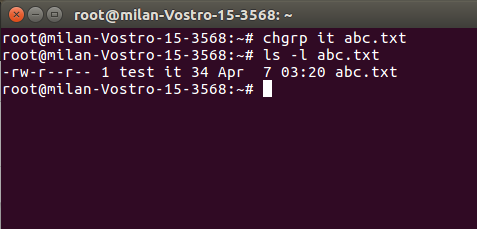 root@milan-Vostro-15-3568: ~
root@milan-Vostro-15-3568:~# chgrp it abc.txt
root@milan-Vostro-15-3568:~# ls -l abc.txt
-rw-r--r-- 1 test it 34 Apr  7 03:20 abc.txt
root@milan-Vostro-15-3568:~#